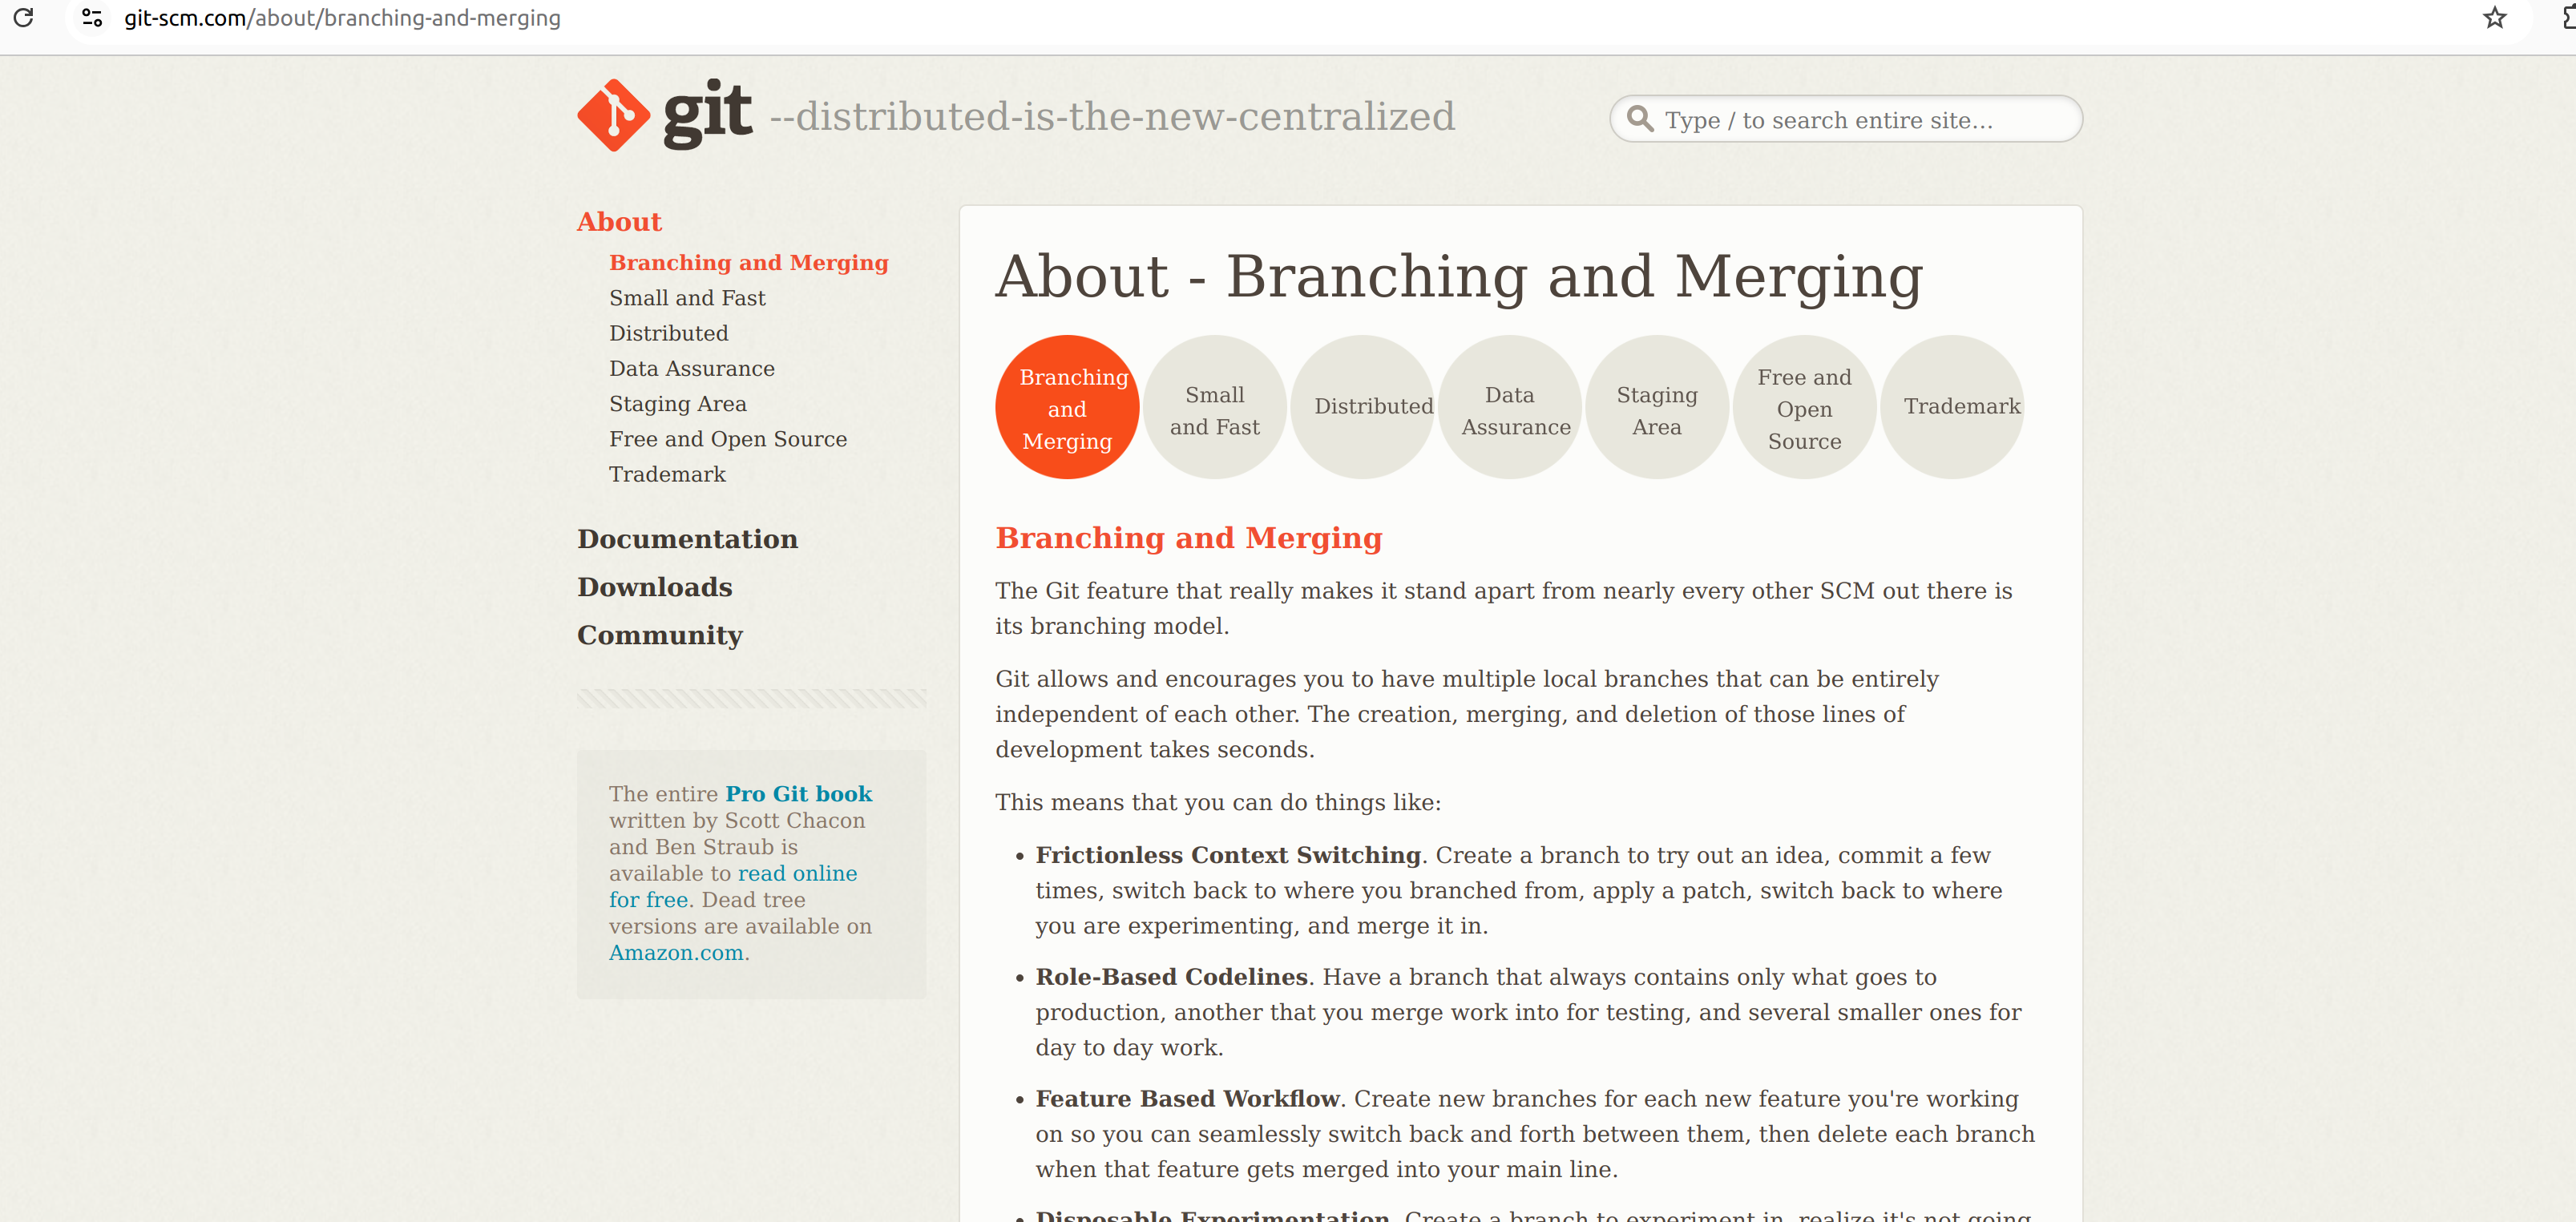 git-scm.com/about/branching-and-merging
git --distributed-is-the-new-centralized
Type / to search entire site...
About
Branching and Merging
Small and Fast
Distributed
Data Assurance
Staging Area
Free and Open Source
Trademark
Documentation
Downloads
Community
The entire Pro Git book
written by Scott Chacon
and Ben Straub is
available to read online
for free. Dead tree
versions are available on
Amazon.com.
About - Branching and Merging
Branching
and
Merging
Small
and Fast
Distributed
Data
Assurance
Staging
Area
Free and
Open
Source
Trademark
Branching and Merging
The Git feature that really makes it stand apart from nearly every other SCM out there is
its branching model.
Git allows and encourages you to have multiple local branches that can be entirely
independent of each other. The creation, merging, and deletion of those lines of
development takes seconds.
This means that you can do things like:
• Frictionless Context Switching. Create a branch to try out an idea, commit a few
times, switch back to where you branched from, apply a patch, switch back to where
you are experimenting, and merge it in.
• Role-Based Codelines. Have a branch that always contains only what goes to
production, another that you merge work into for testing, and several smaller ones for
day to day work.
• Feature Based Workflow. Create new branches for each new feature you're working
on so you can seamlessly switch back and forth between them, then delete each branch
when that feature gets merged into your main line.
• Disposable Experimentation. Create a branch to experiment in, realize it's not going